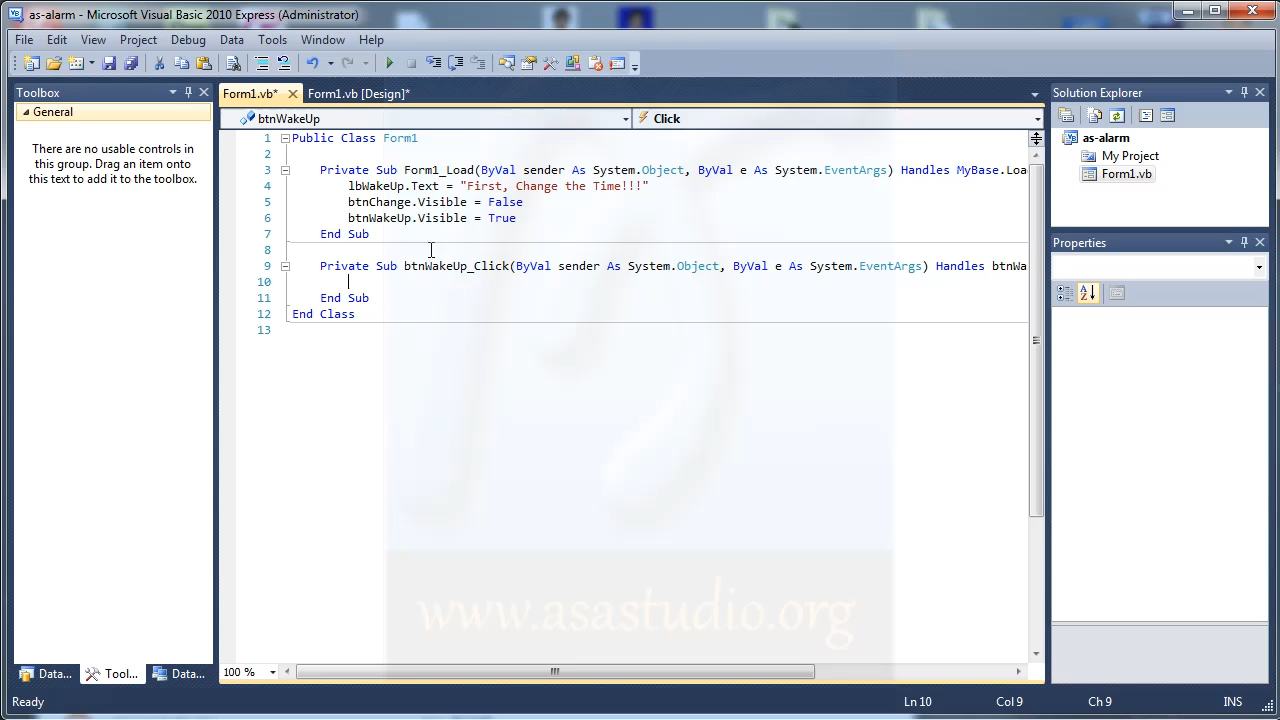 as-alarm - Microsoft Visual Basic 2010 Express (Administrator)
File Edit View Project Debug Data Tools Window Help
Toolbox
General
There are no usable controls in
this group. Drag an item onto
this text to add it to the toolbox.
Data...
Tool...
Data...
Form1.vb* Form1.vb [Design]*
btnWakeUp Click
1 Public Class Form1
2
3 Private Sub Form1_Load(ByVal sender As System.Object, ByVal e As System.EventArgs) Handles MyBase.Loa
4 lbWakeUp.Text = "First, Change the Time!!!"
5 btnChange.Visible = False
6 btnWakeUp.Visible = True
7 End Sub
8
9 Private Sub btnWakeUp_Click(ByVal sender As System.Object, ByVal e As System.EventArgs) Handles btnWa
10
11 End Sub
12 End Class
13
www.asastudio.org
100 %
Solution Explorer
as-alarm
My Project
Form1.vb
Properties
Ready Ln 10 Col 9 Ch 9 INS